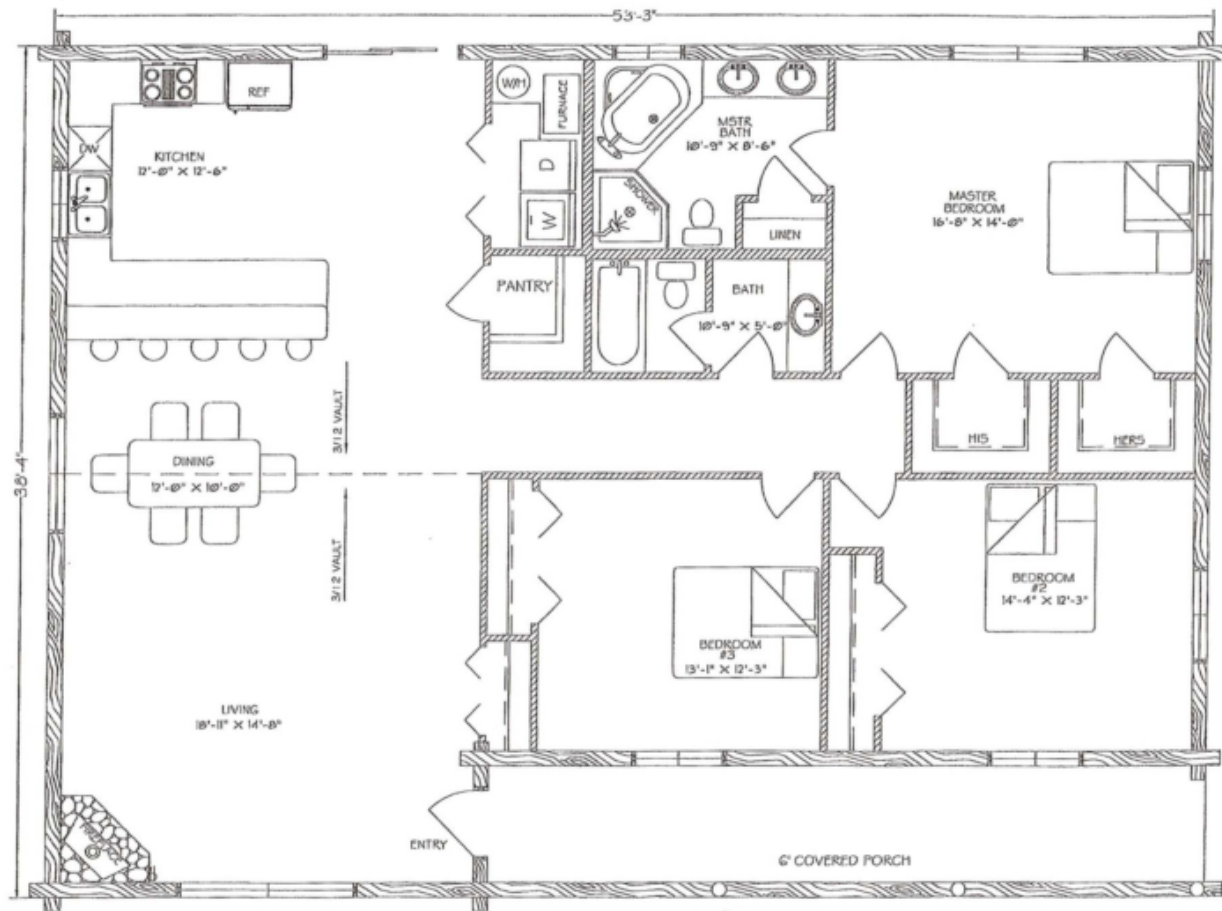 53'-3"
38'-4"
REF
W/H
FURNACE
DW
KITCHEN
12'-0" X 12'-6"
D
W
MSTR
BATH
10'-9" X 8'-6"
SHOWER
LINEN
MASTER
BEDROOM
16'-8" X 14'-0"
PANTRY
BATH
10'-9" X 5'-0"
HIS
HERS
3/12 VAULT
DINING
12'-0" X 10'-0"
3/12 VAULT
BEDROOM
#2
14'-4" X 12'-3"
BEDROOM
#3
13'-1" X 12'-3"
LIVING
18'-11" X 14'-8"
ENTRY
6' COVERED PORCH